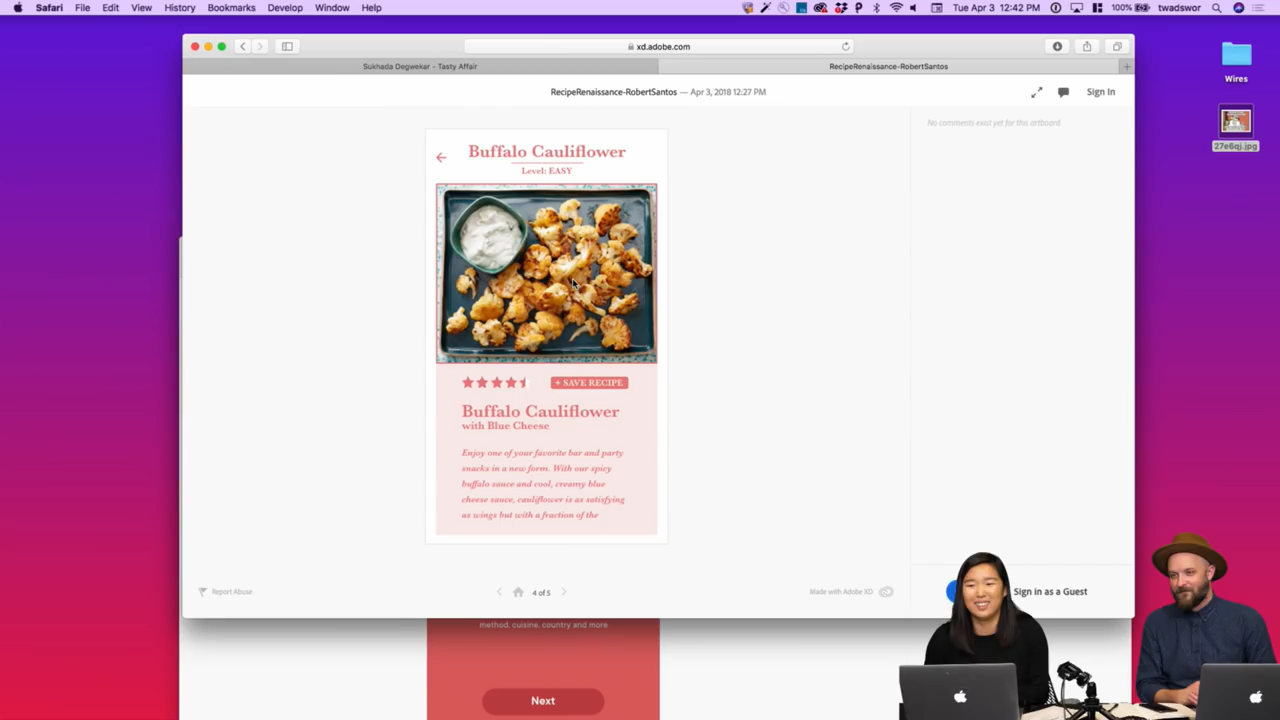 Safari File Edit View History Bookmarks Develop Window Help
100% Tue Apr 3 12:42 PM twadswor
xd.adobe.com
Sukhada Degwekar - Tasty Affair
RecipeRenaissance-RobertSantos
RecipeRenaissance-RobertSantos — Apr 3, 2018 12:27 PM
Sign In
No comments exist yet for this artboard.
Wires
27e6qj.jpg
Buffalo Cauliflower
Level: EASY
+ SAVE RECIPE
Buffalo Cauliflower
with Blue Cheese
Enjoy one of your favorite bar and party
snacks in a new form. With our spicy
buffalo sauce and cool, creamy blue
cheese sauce, cauliflower is as satisfying
as wings but with a fraction of the
Report Abuse
4 of 5
Made with Adobe XD
Sign in as a Guest
method, cuisine, country and more
Next